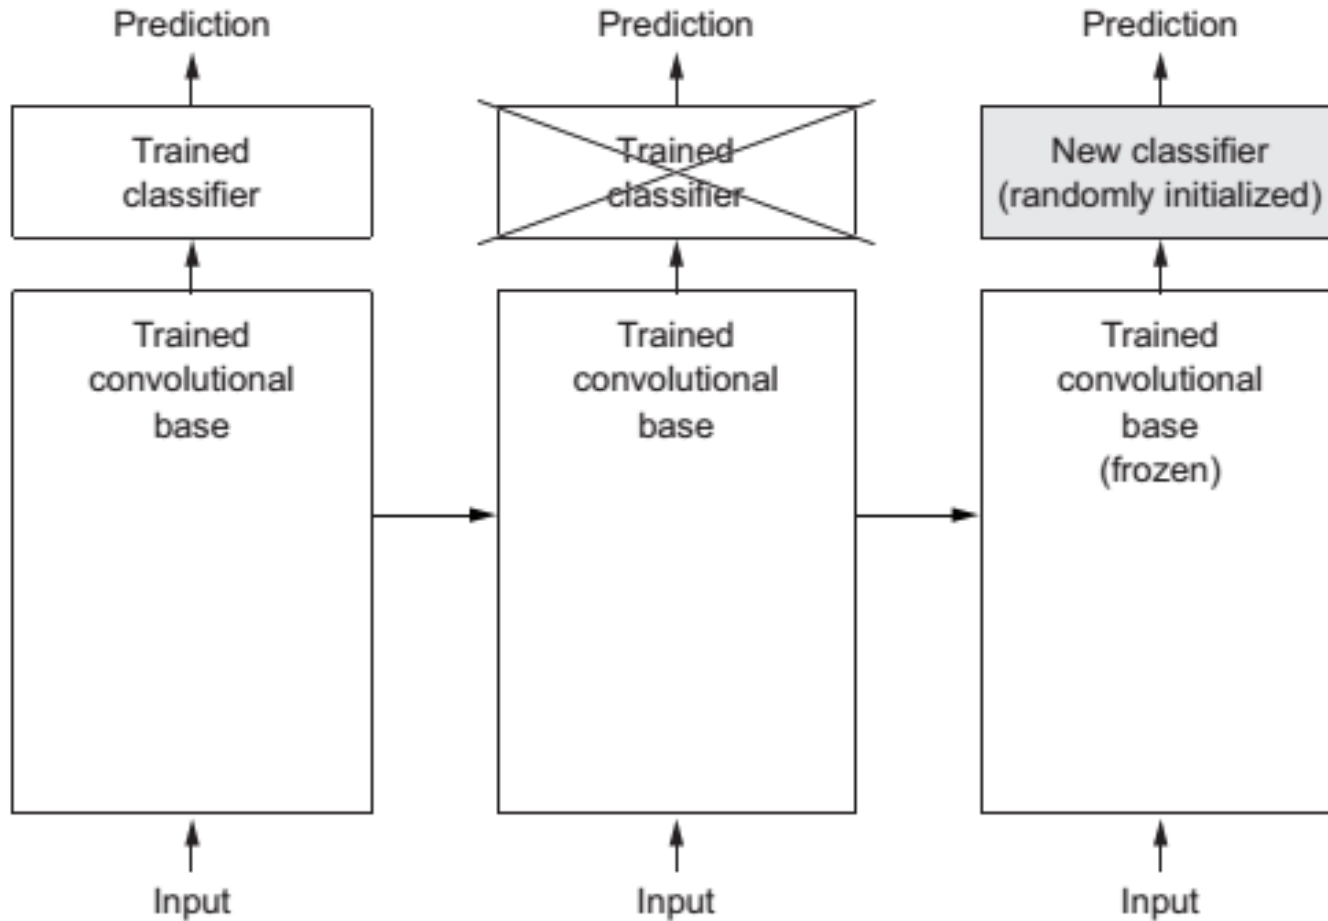 Prediction
Trained
classifier
Trained
convolutional
base
Input
Prediction
Trained
classifier
Trained
convolutional
base
Input
Prediction
New classifier
(randomly initialized)
Trained
convolutional
base
(frozen)
Input